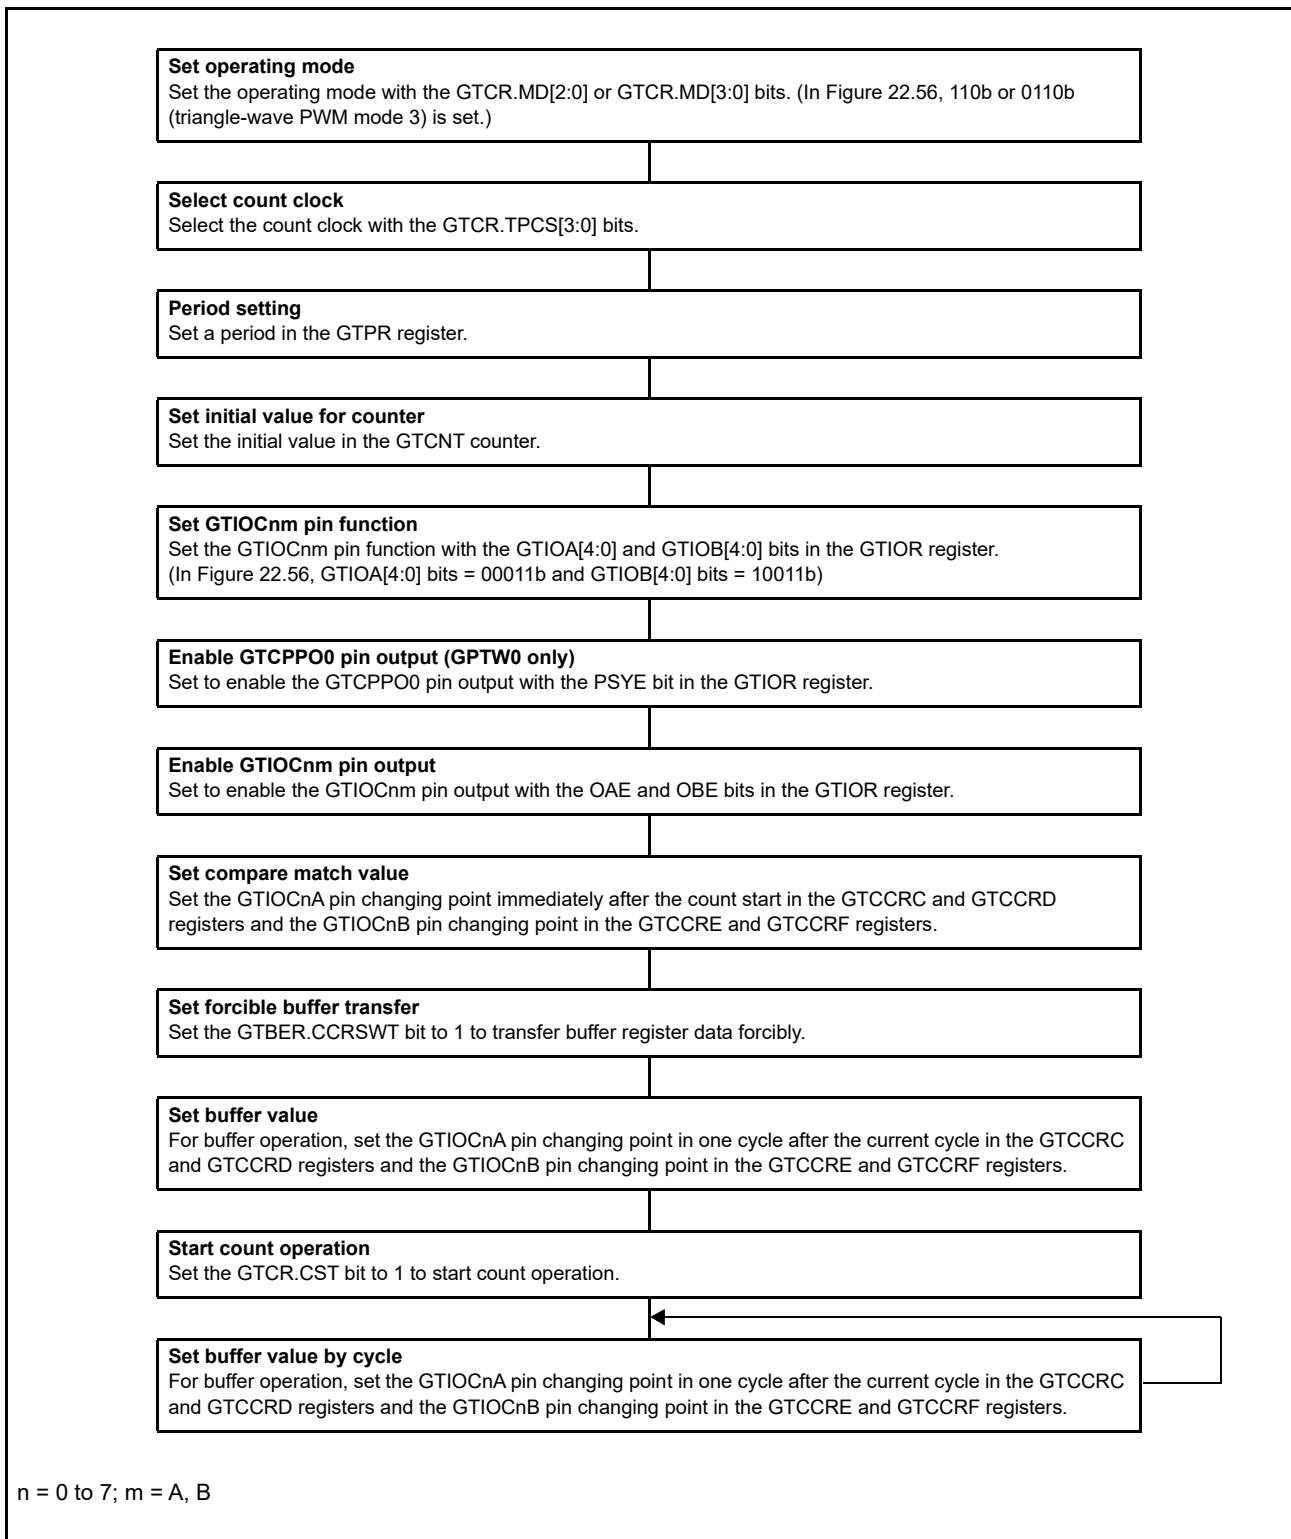 Set operating mode
Set the operating mode with the GTCR.MD[2:0] or GTCR.MD[3:0] bits. (In Figure 22.56, 110b or 0110b
(triangle-wave PWM mode 3) is set.)
Select count clock
Select the count clock with the GTCR.TPCS[3:0] bits.
Period setting
Set a period in the GTPR register.
Set initial value for counter
Set the initial value in the GTCNT counter.
Set GTIOCnm pin function
Set the GTIOCnm pin function with the GTIOA[4:0] and GTIOB[4:0] bits in the GTIOR register.
(In Figure 22.56, GTIOA[4:0] bits = 00011b and GTIOB[4:0] bits = 10011b)
Enable GTCPPO0 pin output (GPTW0 only)
Set to enable the GTCPPO0 pin output with the PSYE bit in the GTIOR register.
Enable GTIOCnm pin output
Set to enable the GTIOCnm pin output with the OAE and OBE bits in the GTIOR register.
Set compare match value
Set the GTIOCnA pin changing point immediately after the count start in the GTCCRC and GTCCRD
registers and the GTIOCnB pin changing point in the GTCCRE and GTCCRF registers.
Set forcible buffer transfer
Set the GTBER.CCRSWT bit to 1 to transfer buffer register data forcibly.
Set buffer value
For buffer operation, set the GTIOCnA pin changing point in one cycle after the current cycle in the GTCCRC
and GTCCRD registers and the GTIOCnB pin changing point in the GTCCRE and GTCCRF registers.
Start count operation
Set the GTCR.CST bit to 1 to start count operation.
Set buffer value by cycle
For buffer operation, set the GTIOCnA pin changing point in one cycle after the current cycle in the GTCCRC
and GTCCRD registers and the GTIOCnB pin changing point in the GTCCRE and GTCCRF registers.
n = 0 to 7; m = A, B